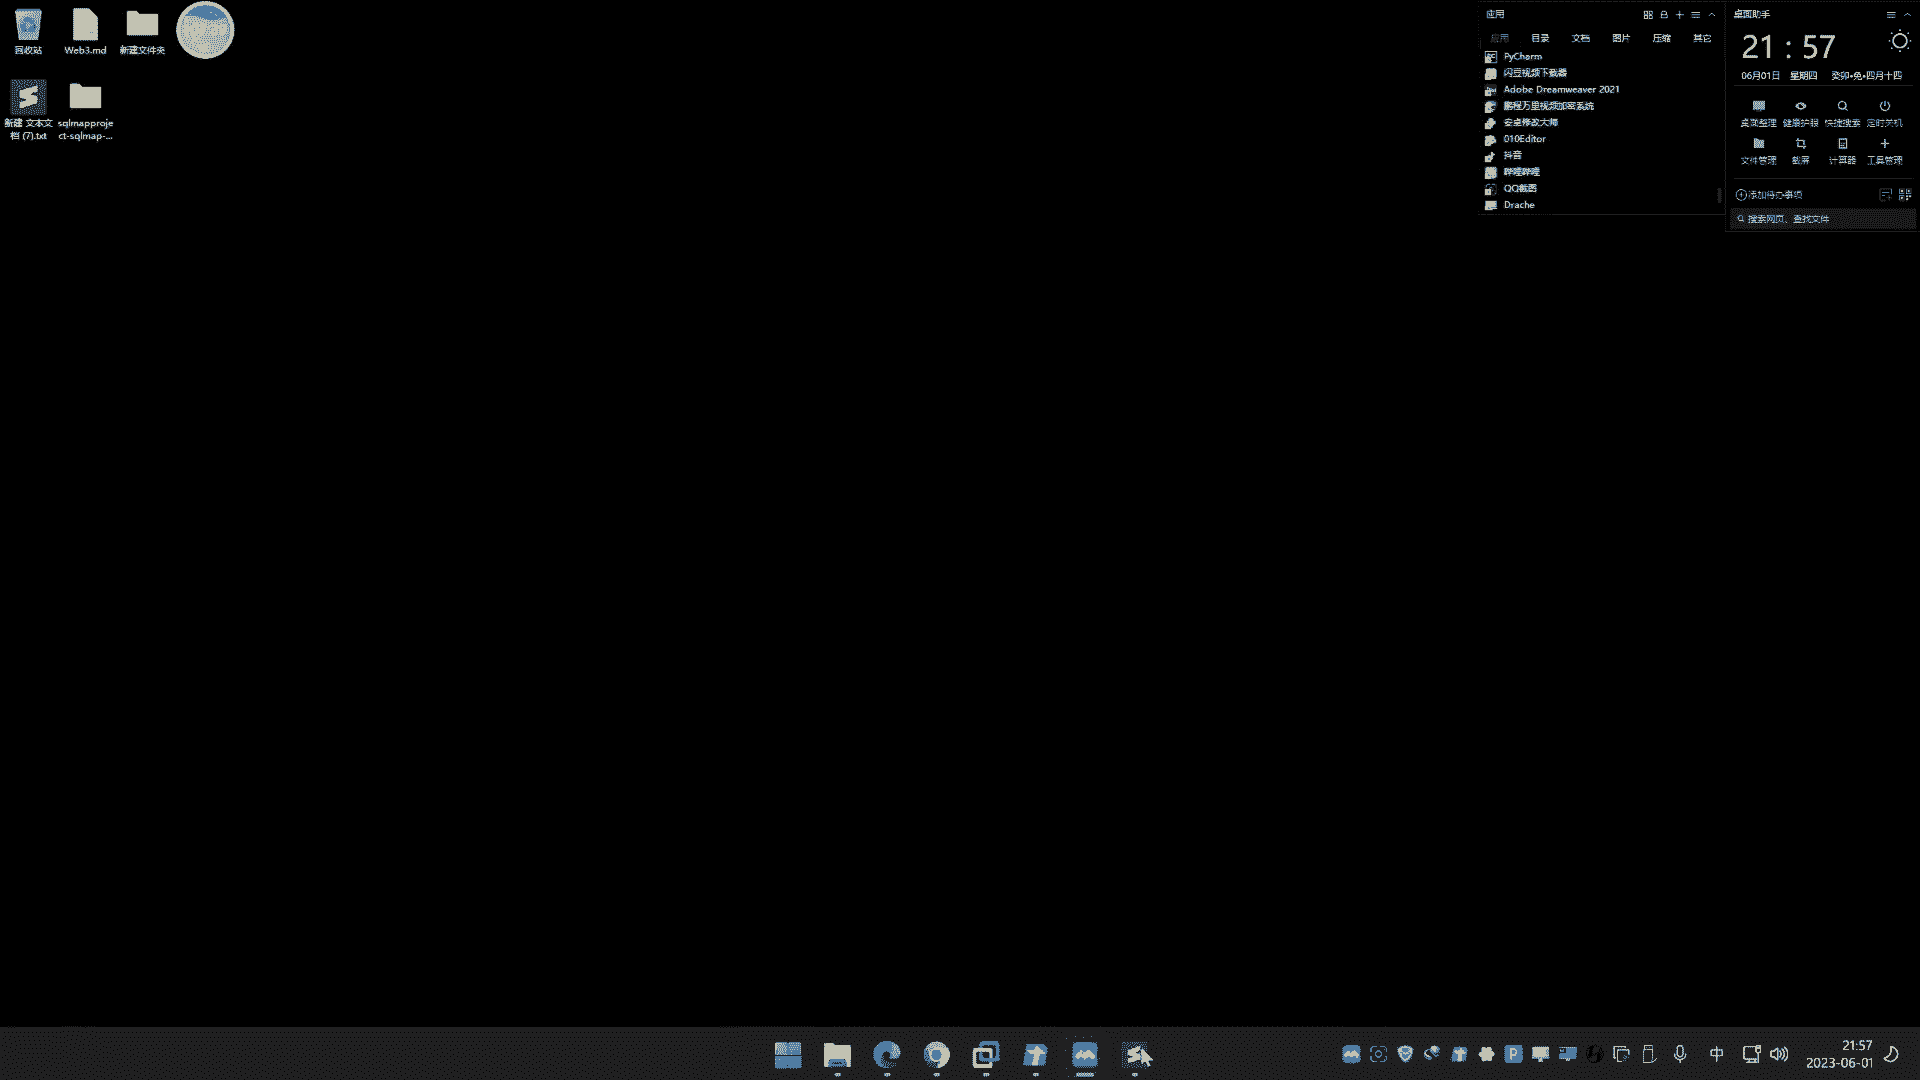 回收站
Web3.md
新建文件夹
新建 文本文
档 (7).txt
sqlmapproje
ct-sqlmap-...
应用
应用 目录 文档 图片 压缩 其它
PyCharm
闪豆视频下载器
Adobe Dreamweaver 2021
鹏程万里视频加密系统
安卓修改大师
010Editor
抖音
哔哩哔哩
QQ截图
Drache
桌面助手
21 : 57
06月01日 星期四 癸卯•兔•四月十四
桌面整理 健康护眼 快捷搜索 定时关机
文件管理 截屏 计算器 工具管理
添加待办事项
搜索网页、查找文件
中
21:57
2023-06-01